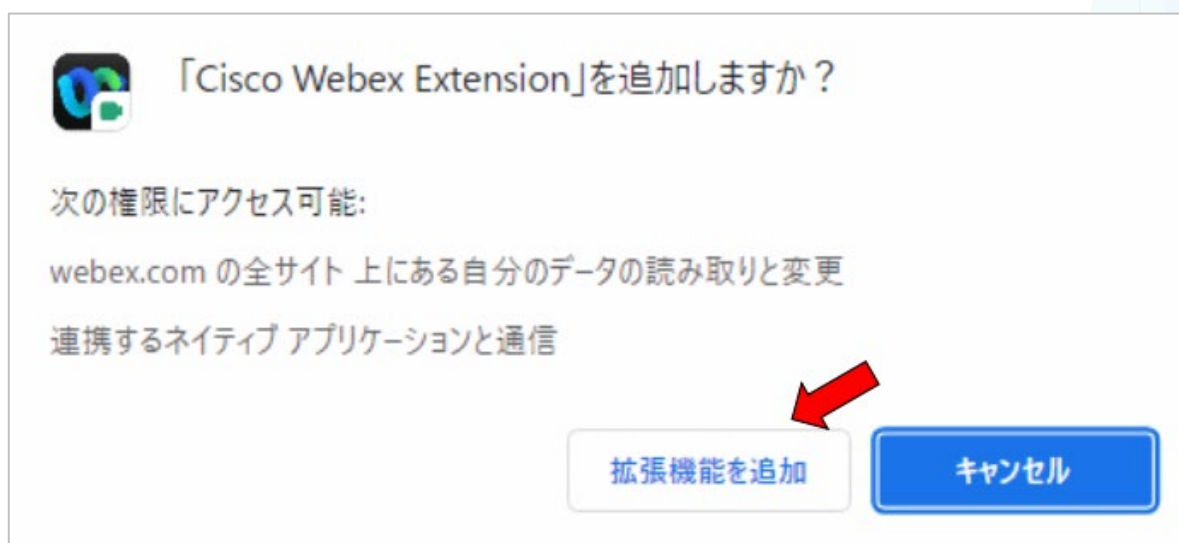 「Cisco Webex Extension」を追加しますか？
次の権限にアクセス可能:
webex.com の全サイト 上にある自分のデータの読み取りと変更
連携するネイティブ アプリケーションと通信
拡張機能を追加
キャンセル